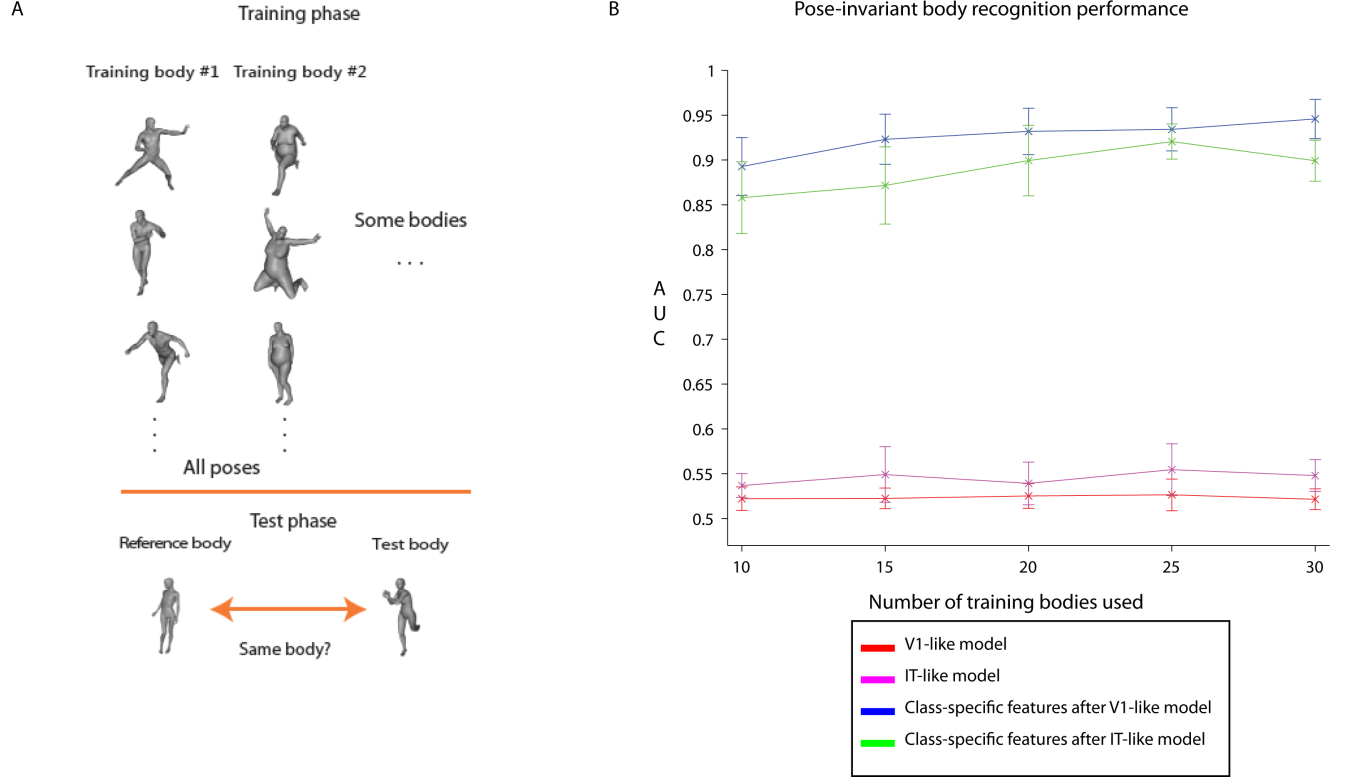 A
Training phase
Training body #1 Training body #2
Some bodies
. . .
All poses
Test phase
Reference body
Test body
Same body?
B
Pose-invariant body recognition performance
1
0.95
0.9
0.85
0.8
0.75
0.7
0.65
0.6
0.55
0.5
A
U
C
10 15 20 25 30
Number of training bodies used
V1-like model
IT-like model
Class-specific features after V1-like model
Class-specific features after IT-like model